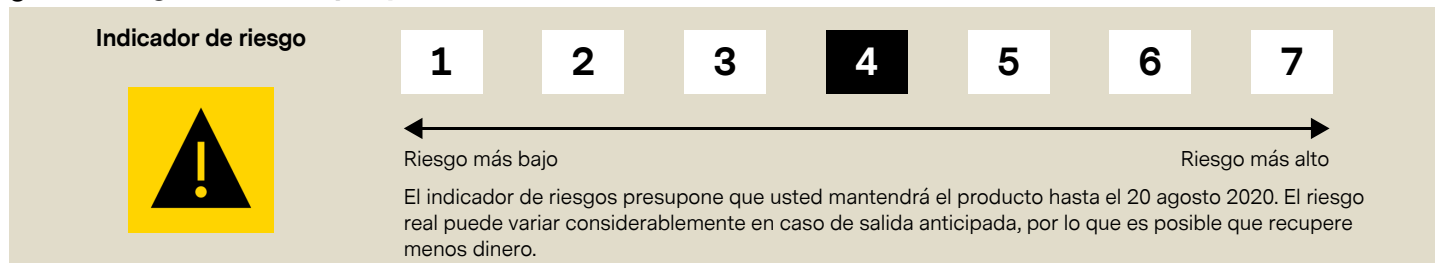 Indicador de riesgo
1 2 3 4 5 6 7
Riesgo más bajo Riesgo más alto
El indicador de riesgos presupone que usted mantendrá el producto hasta el 20 agosto 2020. El riesgo
real puede variar considerablemente en caso de salida anticipada, por lo que es posible que recupere
menos dinero.